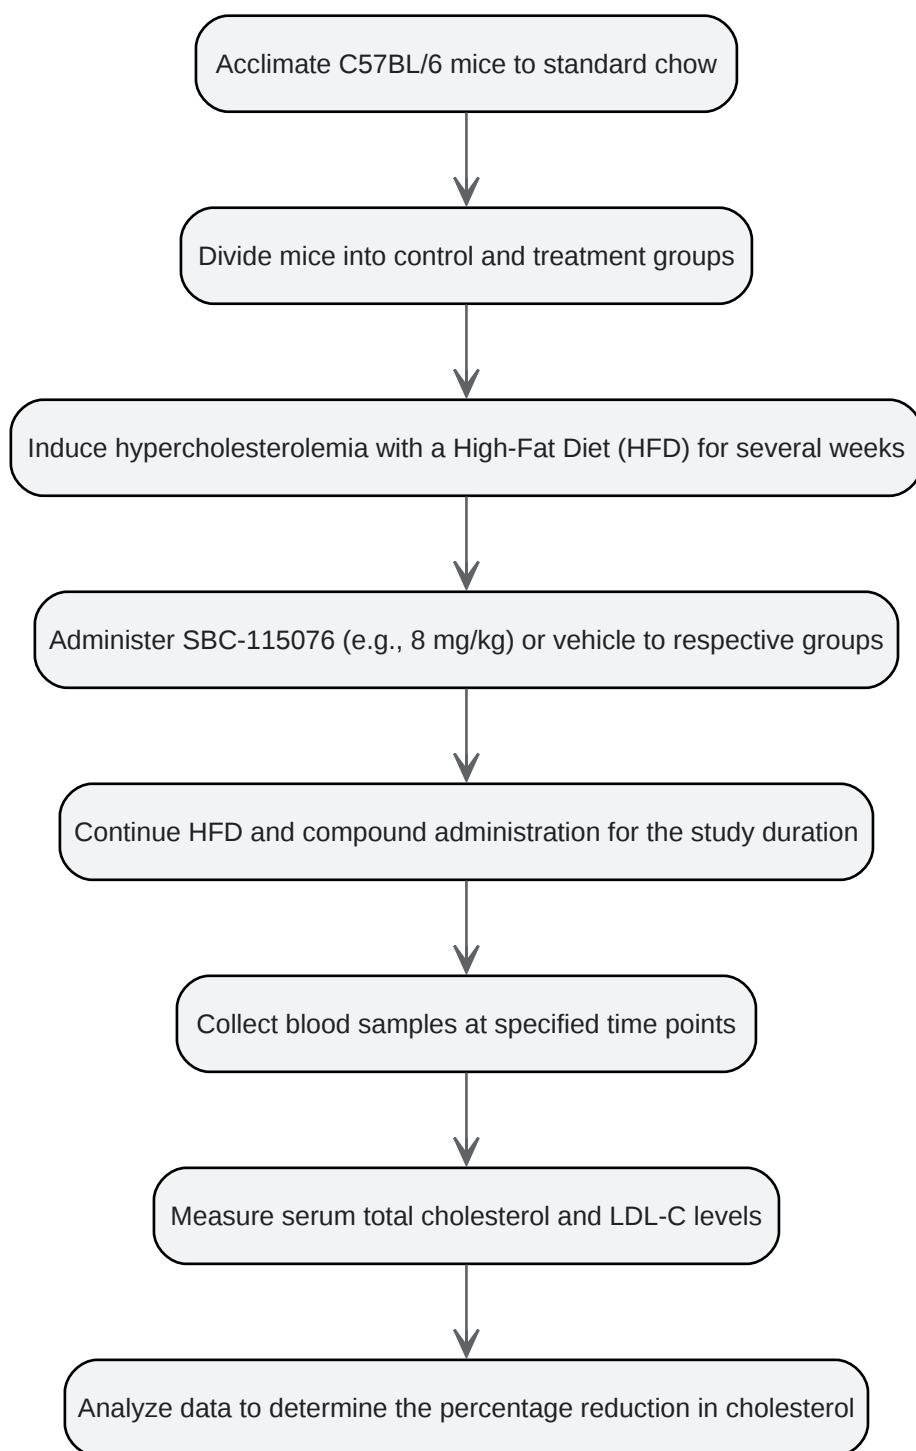 Acclimate C57BL/6 mice to standard chow
Divide mice into control and treatment groups
Induce hypercholesterolemia with a High-Fat Diet (HFD) for several weeks
Administer SBC-115076 (e.g., 8 mg/kg) or vehicle to respective groups
Continue HFD and compound administration for the study duration
Collect blood samples at specified time points
Measure serum total cholesterol and LDL-C levels
Analyze data to determine the percentage reduction in cholesterol